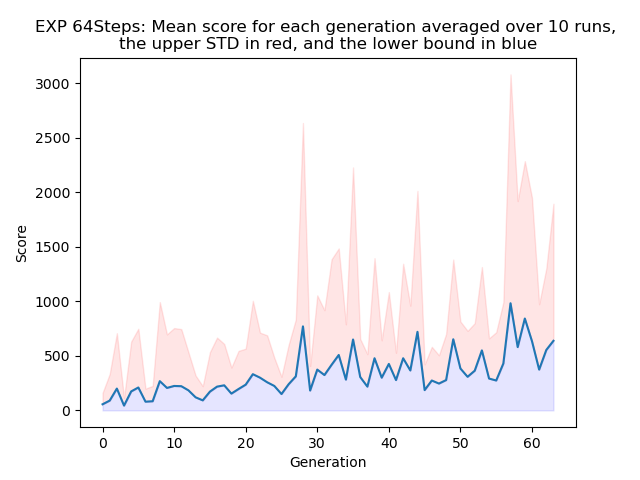 EXP 64Steps: Mean score for each generation averaged over 10 runs,
the upper STD in red, and the lower bound in blue
3000
2500
2000
1500
1000
500
0
Score
0 10 20 30 40 50 60
Generation